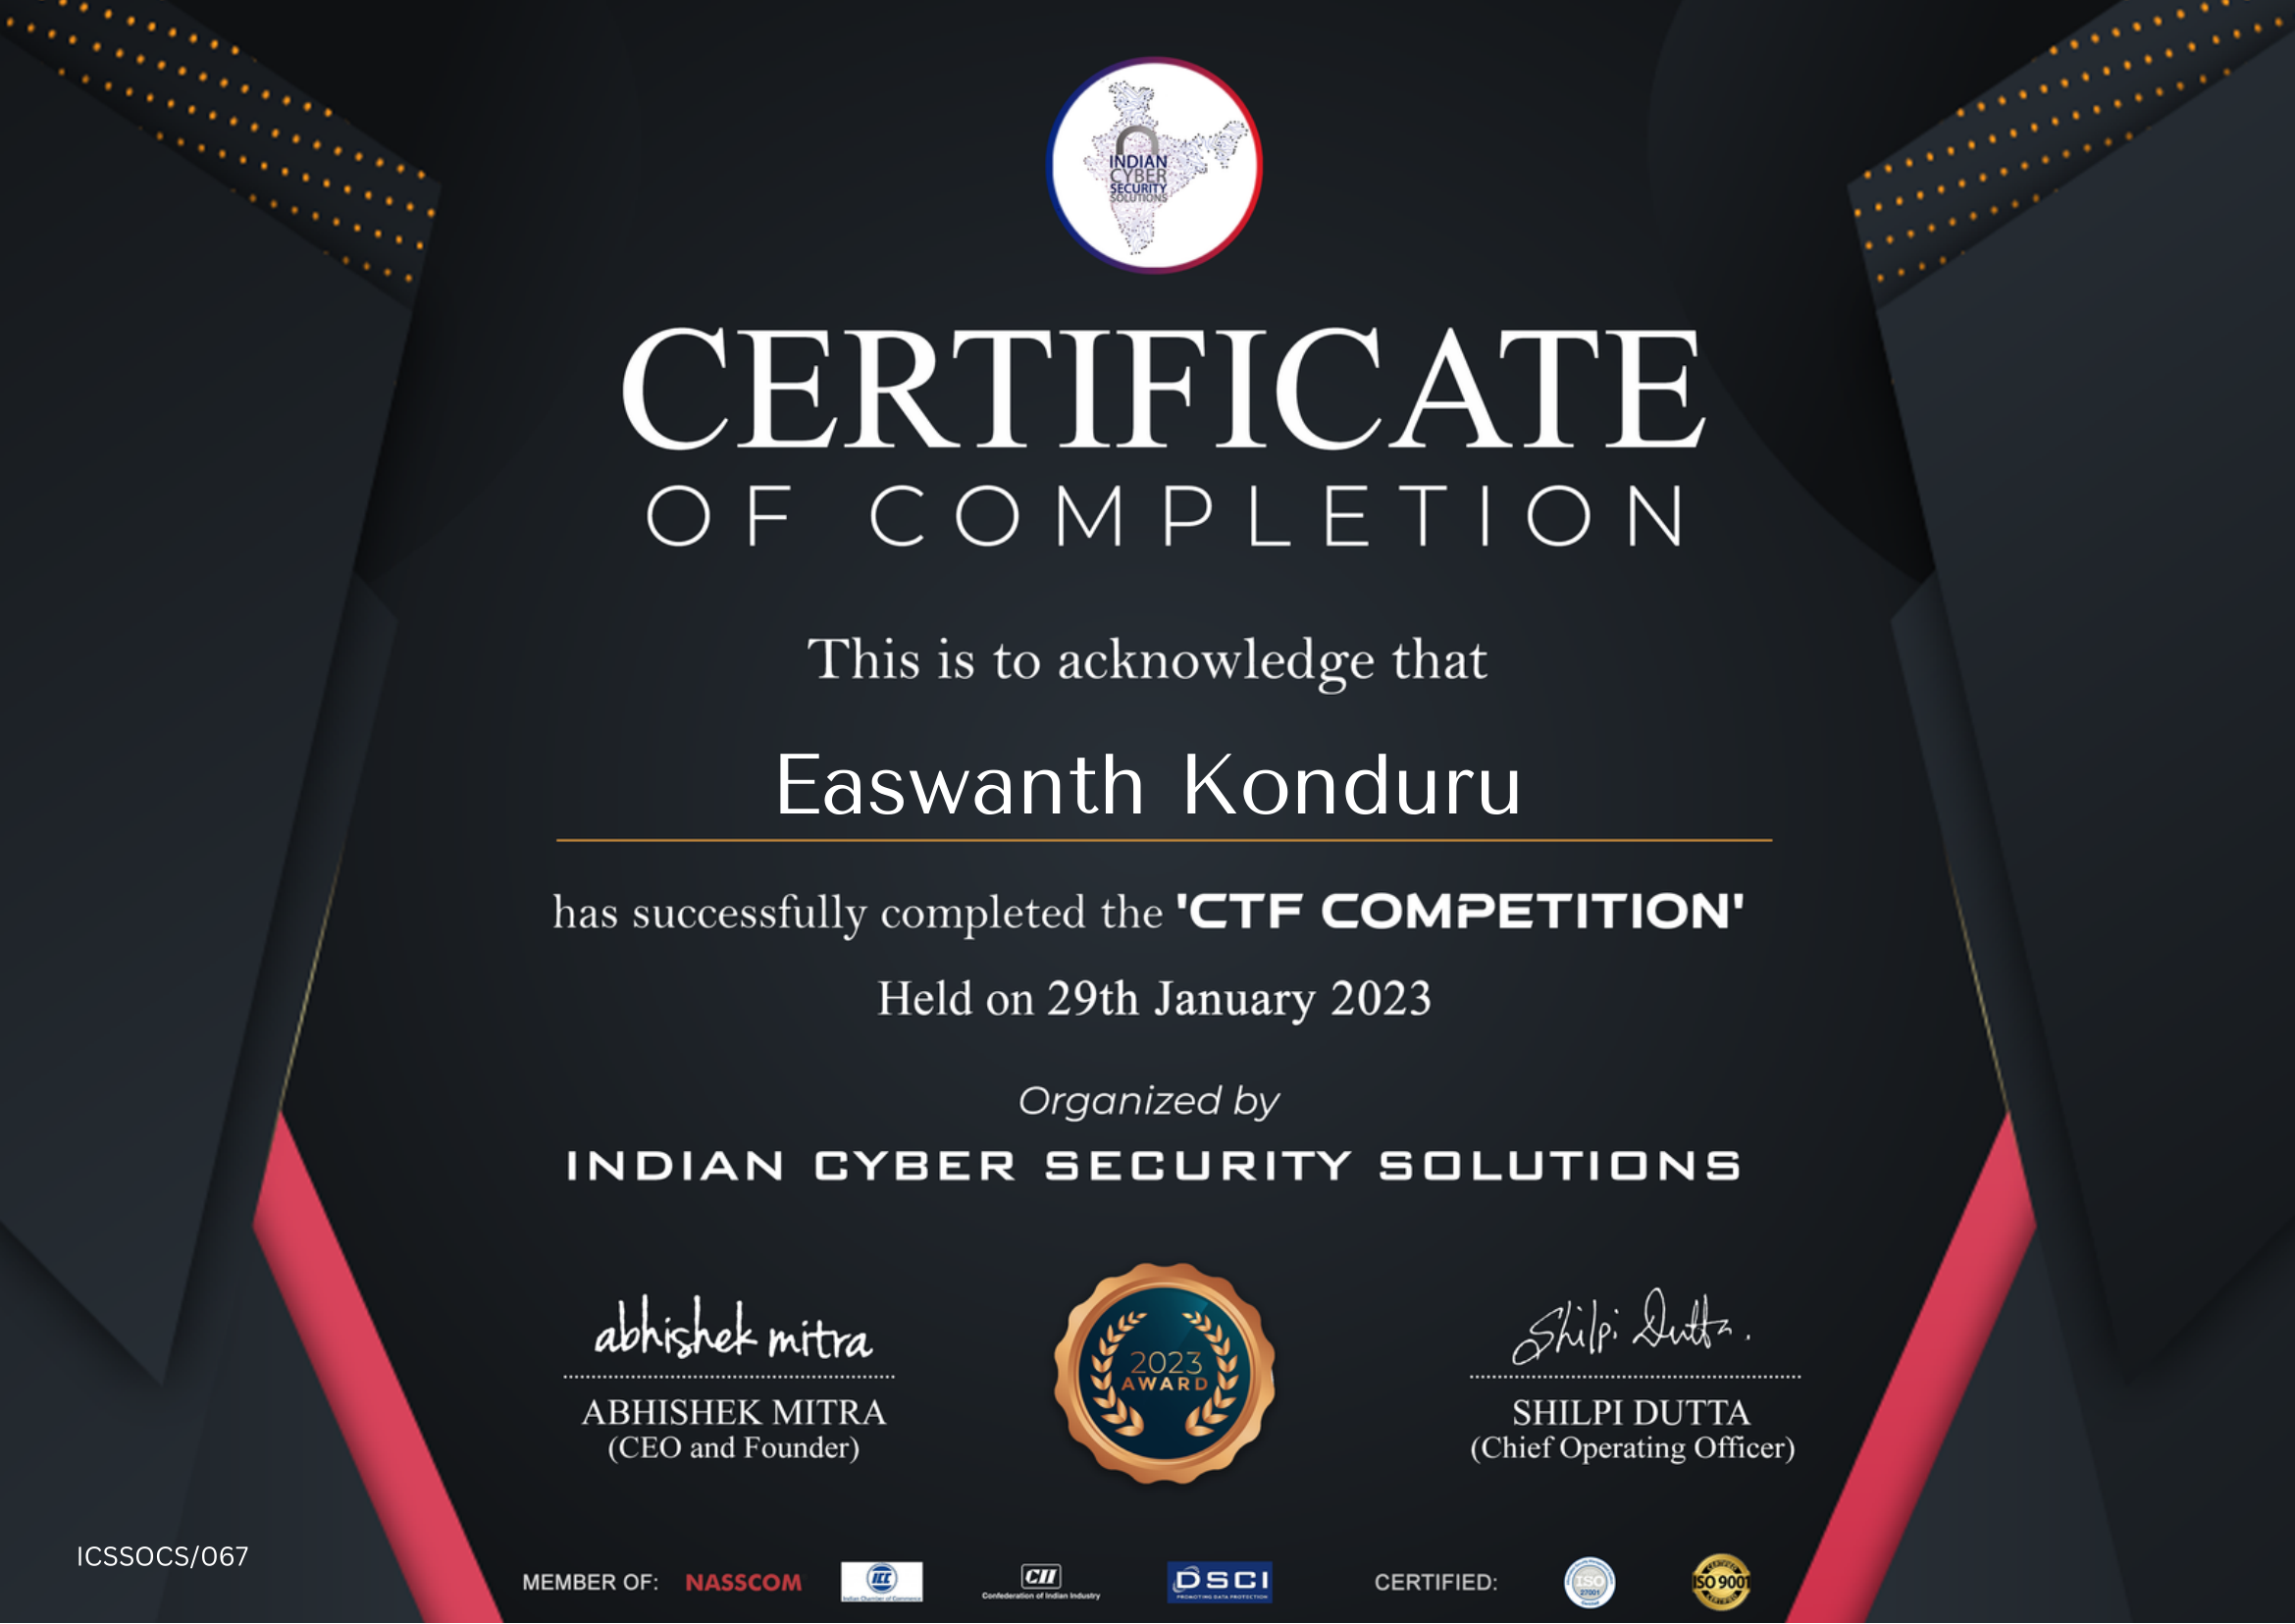 INDIAN
CYBER
SECURITY
SOLUTIONS
CERTIFICATE
OF COMPLETION
This is to acknowledge that
Easwanth Konduru
has successfully completed the 'CTF COMPETITION'
Held on 29th January 2023
Organized by
INDIAN CYBER SECURITY SOLUTIONS
abhishek mitra
Shilpi Dutta.
2023
AWARD
ABHISHEK MITRA
SHILPI DUTTA
(CEO and Founder)
(Chief Operating Officer)
ICSSOCS/067
MEMBER OF: NASSCOM ICC CII DSCI CERTIFIED: ISO ISO 9001
Indian Chamber of Commerce
Confederation of Indian Industry
PROMOTING DATA PROTECTION
27001